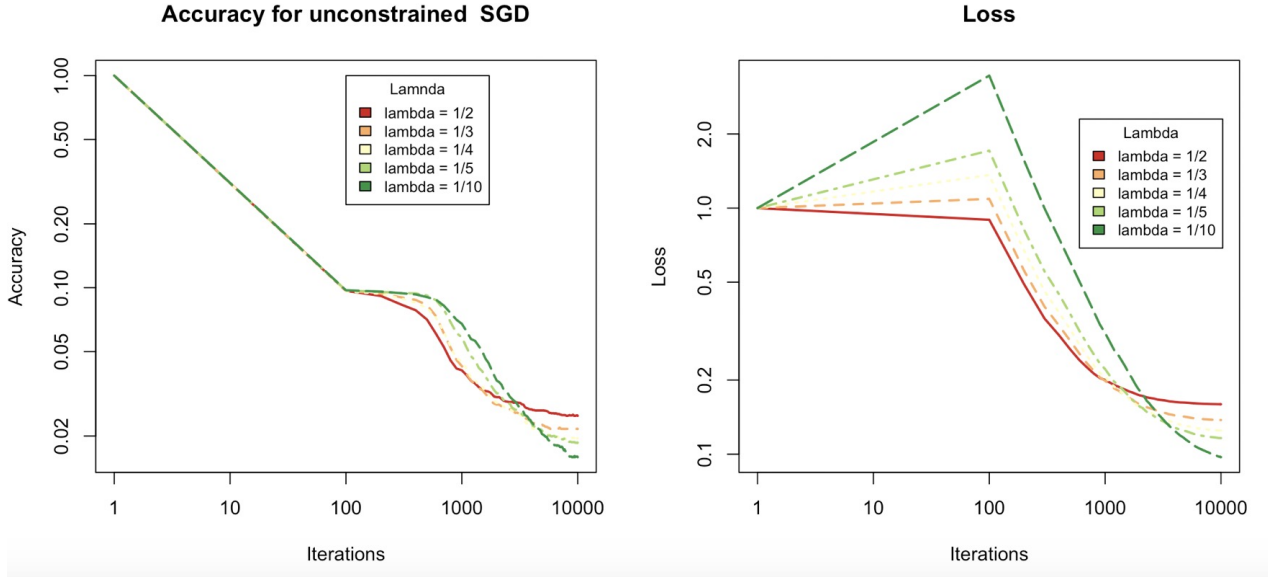 Accuracy for unconstrained SGD
Accuracy
1.00
0.50
0.20
0.10
0.05
0.02
Lamnda
lambda = 1/2
lambda = 1/3
lambda = 1/4
lambda = 1/5
lambda = 1/10
1 10 100 1000 10000
Iterations
Loss
Loss
2.0
1.0
0.5
0.2
0.1
Lambda
lambda = 1/2
lambda = 1/3
lambda = 1/4
lambda = 1/5
lambda = 1/10
1 10 100 1000 10000
Iterations